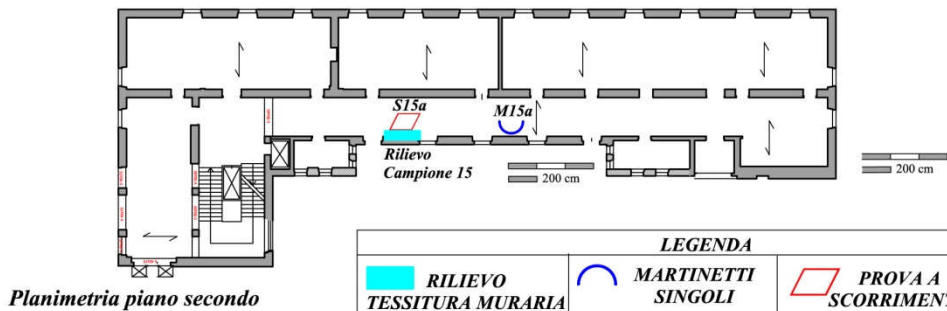 S15a
M15a
Rilievo
Campione 15
200 cm
200 cm
Planimetria piano secondo
LEGENDA
RILIEVO
TESSITURA MURARIA
MARTINETTI
SINGOLI
PROVA A
SCORRIMEN